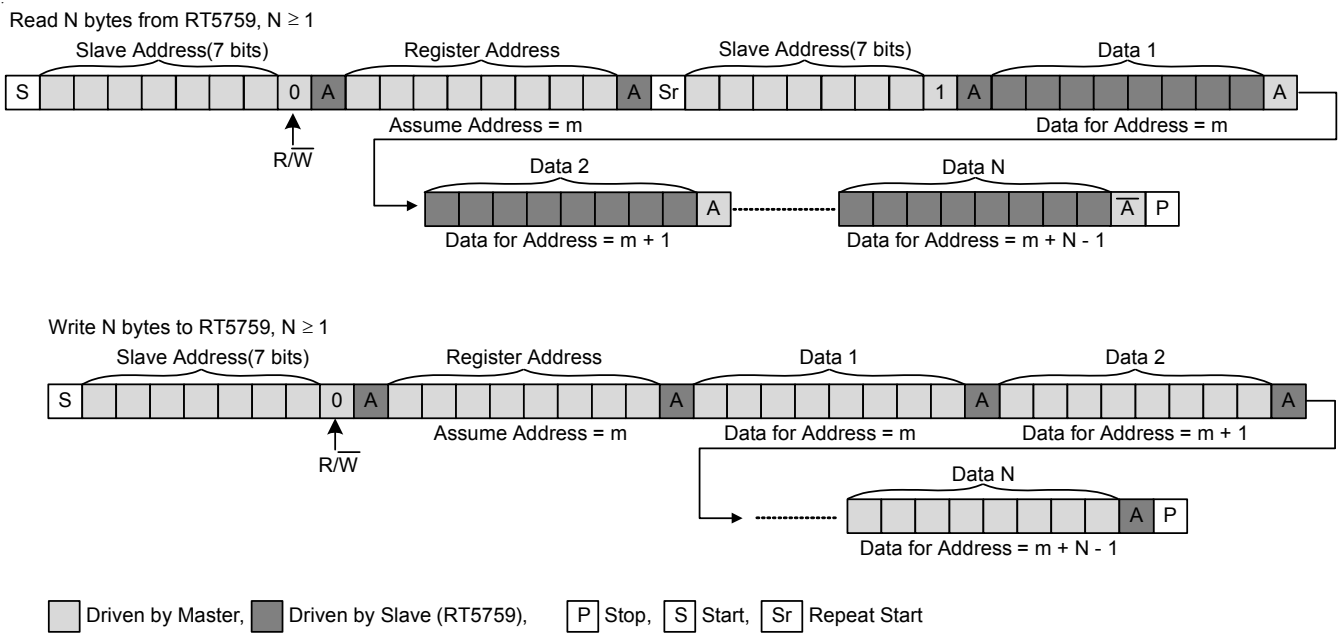 Read N bytes from RT5759, N ≥ 1
Slave Address(7 bits) Register Address Slave Address(7 bits) Data 1
S 0 A A Sr 1 A A
Assume Address = m Data for Address = m
R/W̅
Data 2 Data N
A A̅ P
Data for Address = m + 1 Data for Address = m + N - 1
Write N bytes to RT5759, N ≥ 1
Slave Address(7 bits) Register Address Data 1 Data 2
S 0 A A A A
Assume Address = m Data for Address = m Data for Address = m + 1
R/W̅
Data N
A P
Data for Address = m + N - 1
Driven by Master, Driven by Slave (RT5759), P Stop, S Start, Sr Repeat Start